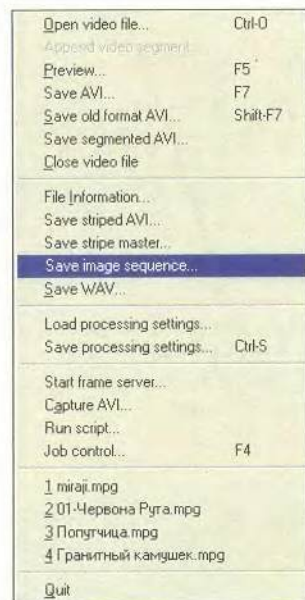 Open video file... Ctrl-O
Append video segment...
Preview... F5
Save AVI... F7
Save old format AVI... Shift-F7
Save segmented AVI...
Close video file
File Information...
Save striped AVI...
Save stripe master...
Save image sequence...
Save WAV...
Load processing settings...
Save processing settings... Ctrl-S
Start frame server...
Capture AVI...
Run script...
Job control... F4
1 miraji.mpg
2 01-Червона Рута.mpg
3 Попутчица.mpg
4 Гранитный камушек.mpg
Quit